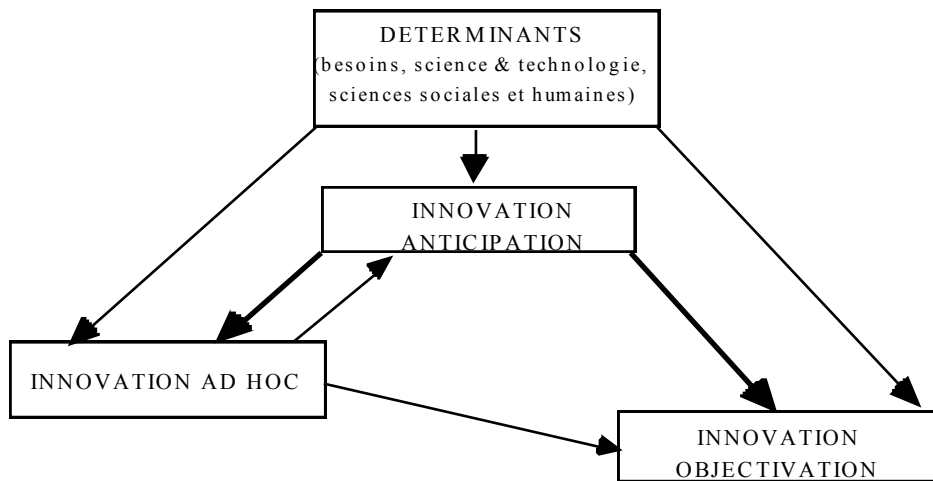 DETERMINANTS
(besoins, science & technologie,
sciences sociales et humaines)
INNOVATION
ANTICIPATION
INNOVATION AD HOC
INNOVATION
OBJECTIVATION